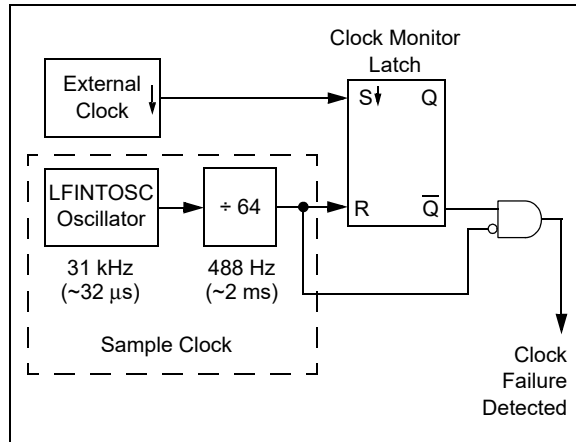 Clock Monitor
Latch
External
Clock
S
Q
LFINTOSC
Oscillator
÷ 64
R
Q
31 kHz
(~32 μs)
488 Hz
(~2 ms)
Sample Clock
Clock
Failure
Detected